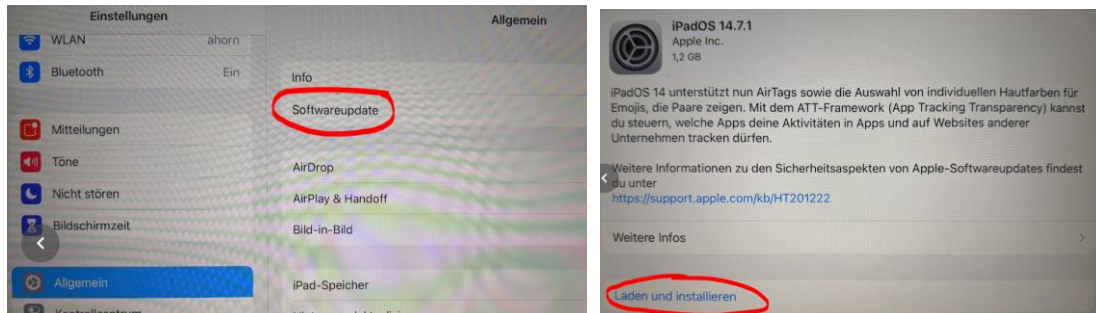 Einstellungen
WLAN
ahorn
Bluetooth
Ein
Mitteilungen
Töne
Nicht stören
Bildschirmzeit
Allgemein
Kontrollzentrum
Allgemein
Info
Softwareupdate
AirDrop
AirPlay & Handoff
Bild-in-Bild
iPad-Speicher
iPadOS 14.7.1
Apple Inc.
1,2 GB
iPadOS 14 unterstützt nun AirTags sowie die Auswahl von individuellen Hautfarben für
Emojis, die Paare zeigen. Mit dem ATT-Framework (App Tracking Transparency) kannst
du steuern, welche Apps deine Aktivitäten in Apps und auf Websites anderer
Unternehmen tracken dürfen.
Weitere Informationen zu den Sicherheitsaspekten von Apple-Softwareupdates findest
du unter
https://support.apple.com/kb/HT201222
Weitere Infos
Laden und installieren